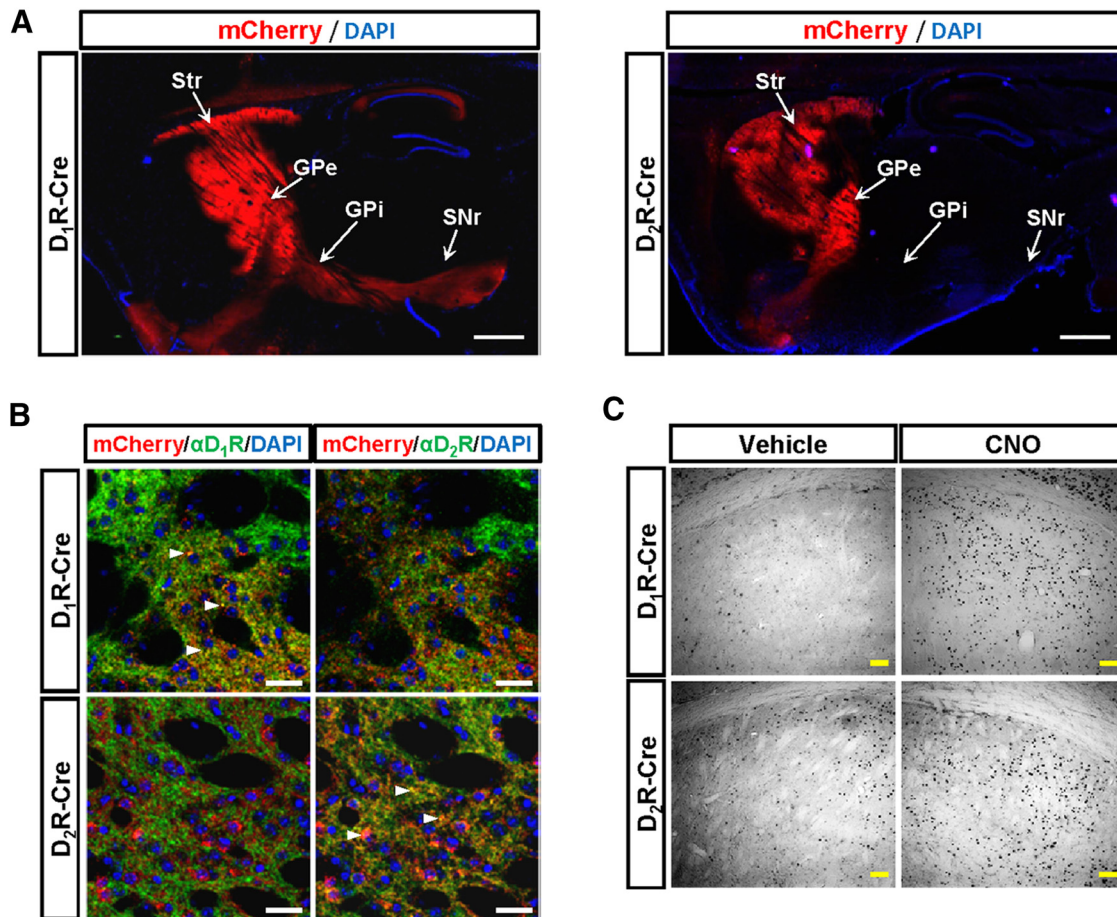 A
mCherry / DAPI
D₁R-Cre
Str
GPe
GPi
SNr
mCherry / DAPI
D₂R-Cre
Str
GPe
GPi
SNr
B
mCherry/αD₁R/DAPI
mCherry/αD₂R/DAPI
D₁R-Cre
D₂R-Cre
C
Vehicle
CNO
D₁R-Cre
D₂R-Cre